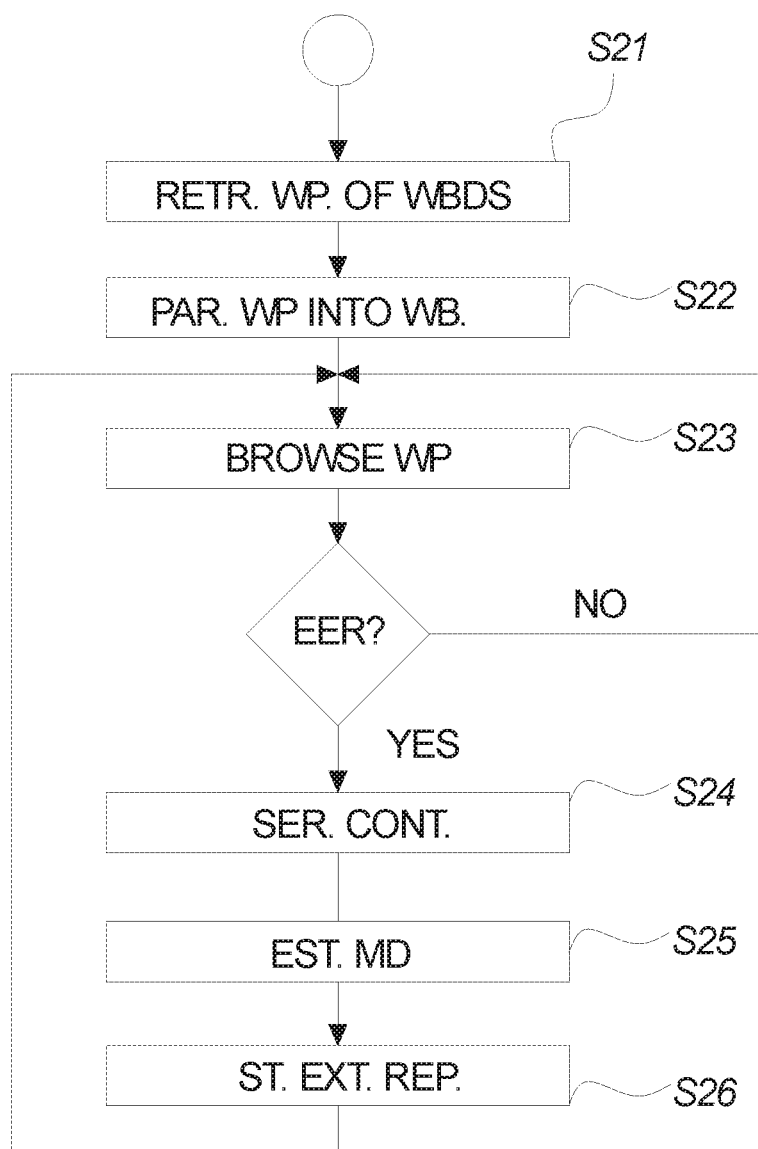 S21
RETR. WP. OF WBDS
PAR. WP INTO WB.
S22
BROWSE WP
S23
EER?
NO
YES
SER. CONT.
S24
EST. MD
S25
ST. EXT. REP.
S26